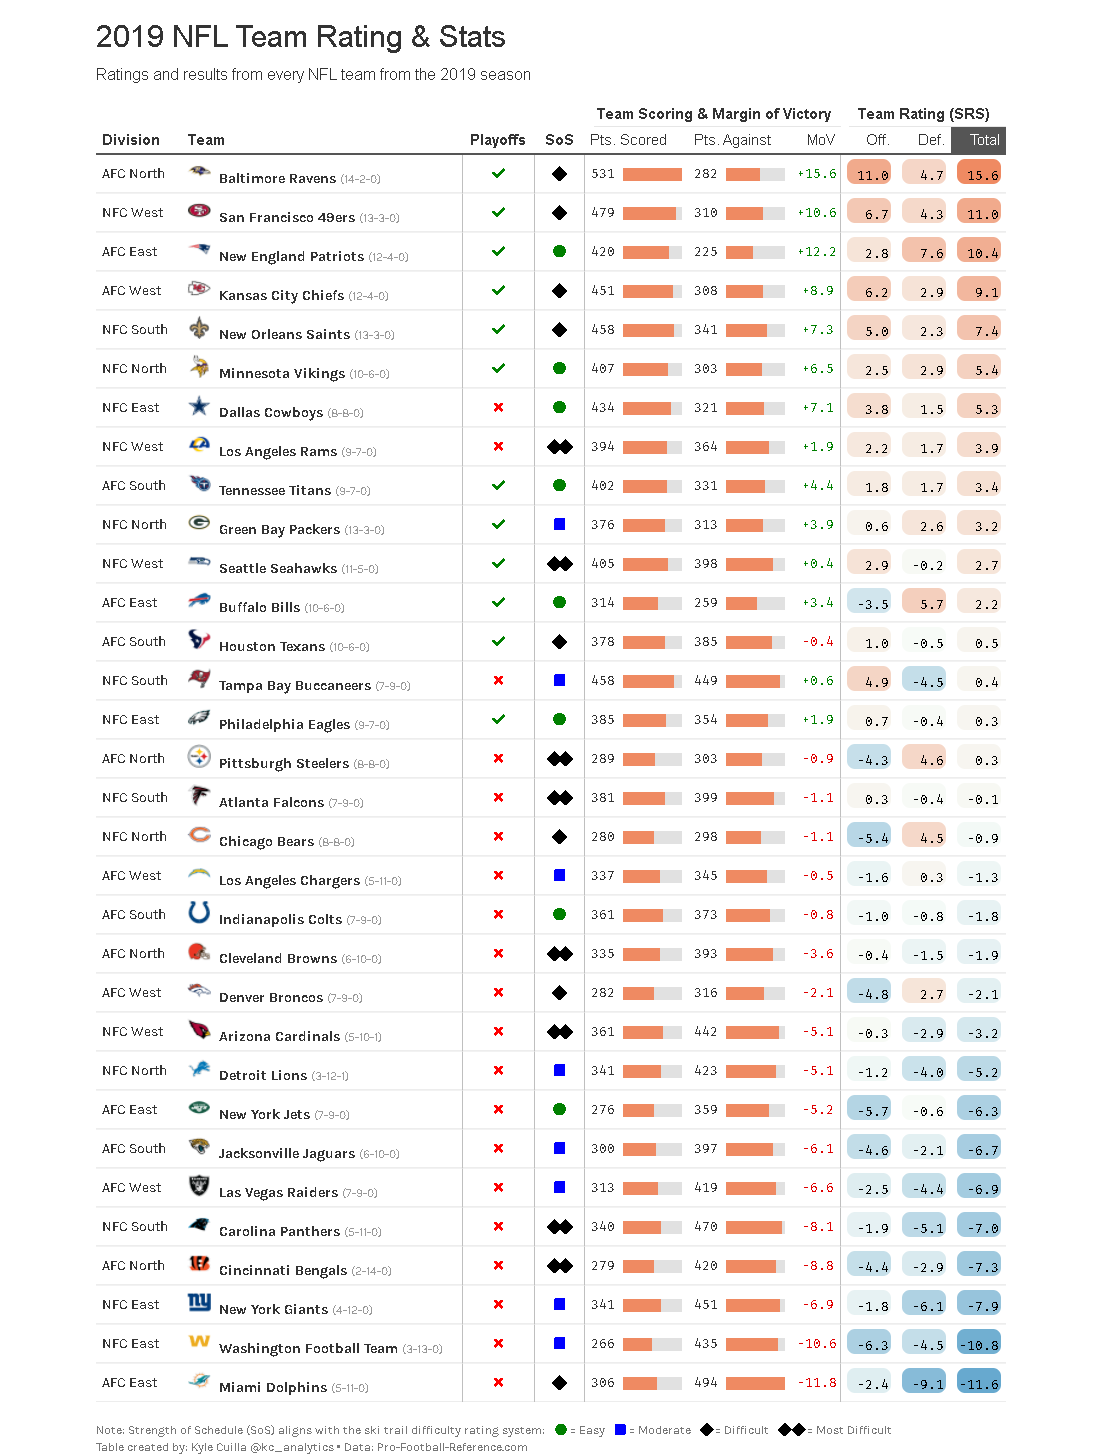 2019 NFL Team Rating & Stats
Ratings and results from every NFL team from the 2019 season
Team Scoring & Margin of Victory Team Rating (SRS)
Division Team Playoffs SoS Pts. Scored Pts. Against MoV Off. Def. Total
AFC North Baltimore Ravens (14-2-0) 531 282 +15.6 11.0 4.7 15.6
NFC West San Francisco 49ers (13-3-0) 479 310 +10.6 6.7 4.3 11.0
AFC East New England Patriots (12-4-0) 420 225 +12.2 2.8 7.6 10.4
AFC West Kansas City Chiefs (12-4-0) 451 308 +8.9 6.2 2.9 9.1
NFC South New Orleans Saints (13-3-0) 458 341 +7.3 5.0 2.3 7.4
NFC North Minnesota Vikings (10-6-0) 407 303 +6.5 2.5 2.9 5.4
NFC East Dallas Cowboys (8-8-0) 434 321 +7.1 3.8 1.5 5.3
NFC West Los Angeles Rams (9-7-0) 394 364 +1.9 2.2 1.7 3.9
AFC South Tennessee Titans (9-7-0) 402 331 +4.4 1.8 1.7 3.4
NFC North Green Bay Packers (13-3-0) 376 313 +3.9 0.6 2.6 3.2
NFC West Seattle Seahawks (11-5-0) 405 398 +0.4 2.9 -0.2 2.7
AFC East Buffalo Bills (10-6-0) 314 259 +3.4 -3.5 5.7 2.2
AFC South Houston Texans (10-6-0) 378 385 -0.4 1.0 -0.5 0.5
NFC South Tampa Bay Buccaneers (7-9-0) 458 449 +0.6 4.9 -4.5 0.4
NFC East Philadelphia Eagles (9-7-0) 385 354 +1.9 0.7 -0.4 0.3
AFC North Pittsburgh Steelers (8-8-0) 289 303 -0.9 -4.3 4.6 0.3
NFC South Atlanta Falcons (7-9-0) 381 399 -1.1 0.3 -0.4 -0.1
NFC North Chicago Bears (8-8-0) 280 298 -1.1 -5.4 4.5 -0.9
AFC West Los Angeles Chargers (5-11-0) 337 345 -0.5 -1.6 0.3 -1.3
AFC South Indianapolis Colts (7-9-0) 361 373 -0.8 -1.0 -0.8 -1.8
AFC North Cleveland Browns (6-10-0) 335 393 -3.6 -0.4 -1.5 -1.9
AFC West Denver Broncos (7-9-0) 282 316 -2.1 -4.8 2.7 -2.1
NFC West Arizona Cardinals (5-10-1) 361 442 -5.1 -0.3 -2.9 -3.2
NFC North Detroit Lions (3-12-1) 341 423 -5.1 -1.2 -4.0 -5.2
AFC East New York Jets (7-9-0) 276 359 -5.2 -5.7 -0.6 -6.3
AFC South Jacksonville Jaguars (6-10-0) 300 397 -6.1 -4.6 -2.1 -6.7
AFC West Las Vegas Raiders (7-9-0) 313 419 -6.6 -2.5 -4.4 -6.9
NFC South Carolina Panthers (5-11-0) 340 470 -8.1 -1.9 -5.1 -7.0
AFC North Cincinnati Bengals (2-14-0) 279 420 -8.8 -4.4 -2.9 -7.3
NFC East New York Giants (4-12-0) 341 451 -6.9 -1.8 -6.1 -7.9
NFC East Washington Football Team (3-13-0) 266 435 -10.6 -6.3 -4.5 -10.8
AFC East Miami Dolphins (5-11-0) 306 494 -11.8 -2.4 -9.1 -11.6
Note: Strength of Schedule (SoS) aligns with the ski trail difficulty rating system: = Easy = Moderate = Difficult = Most Difficult
Table created by: Kyle Cuilla @kc_analytics • Data: Pro-Football-Reference.com